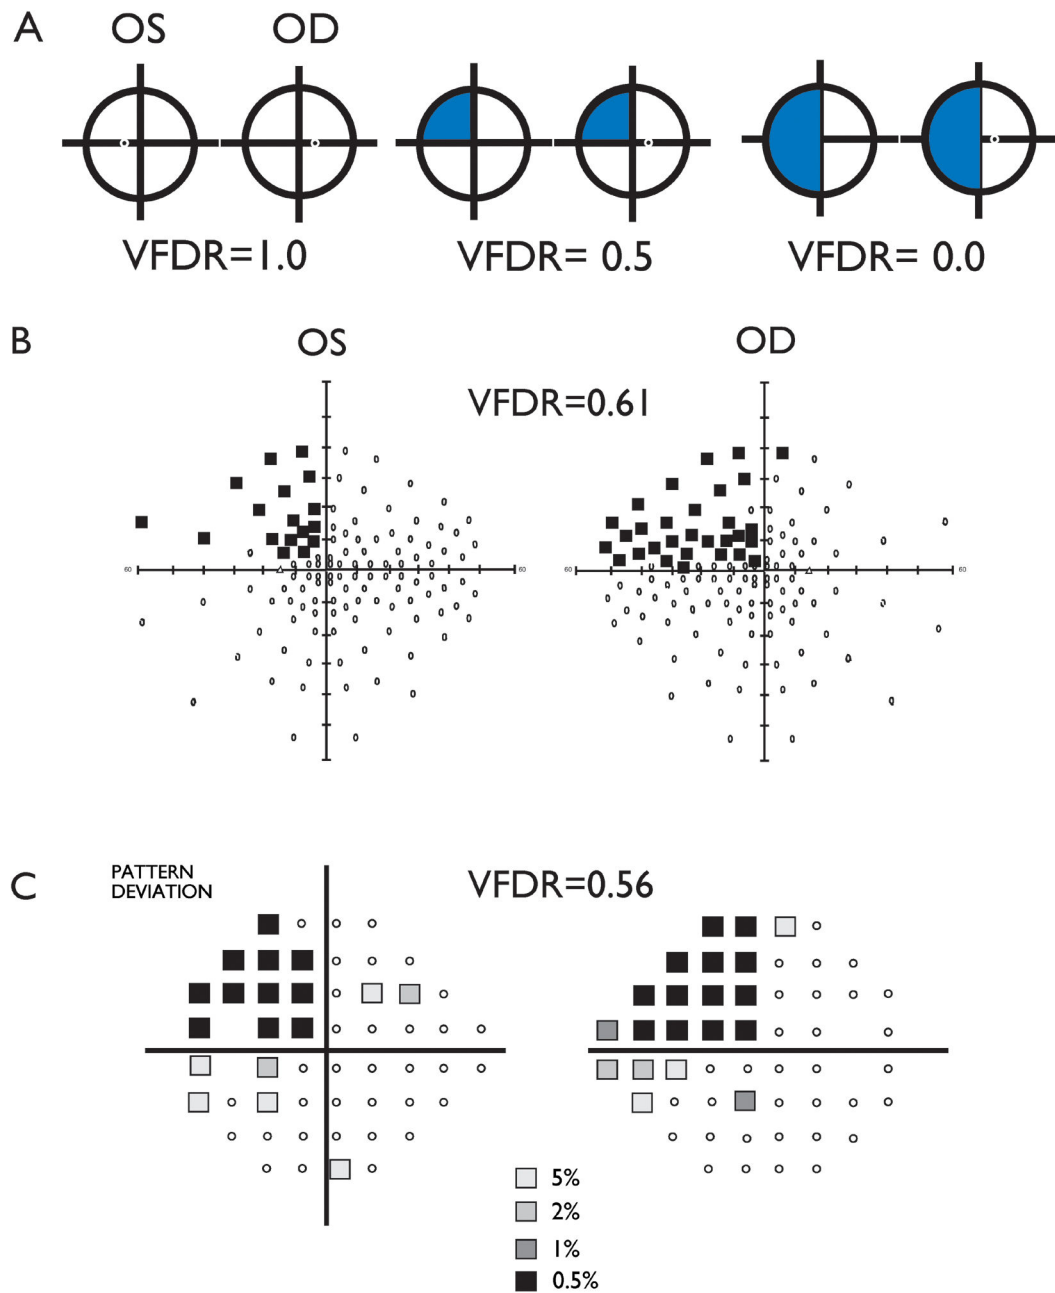 A
OS
OD
VFDR=1.0
VFDR= 0.5
VFDR= 0.0
B
OS
OD
VFDR=0.61
60
60
60
60
C
PATTERN
DEVIATION
VFDR=0.56
5%
2%
1%
0.5%